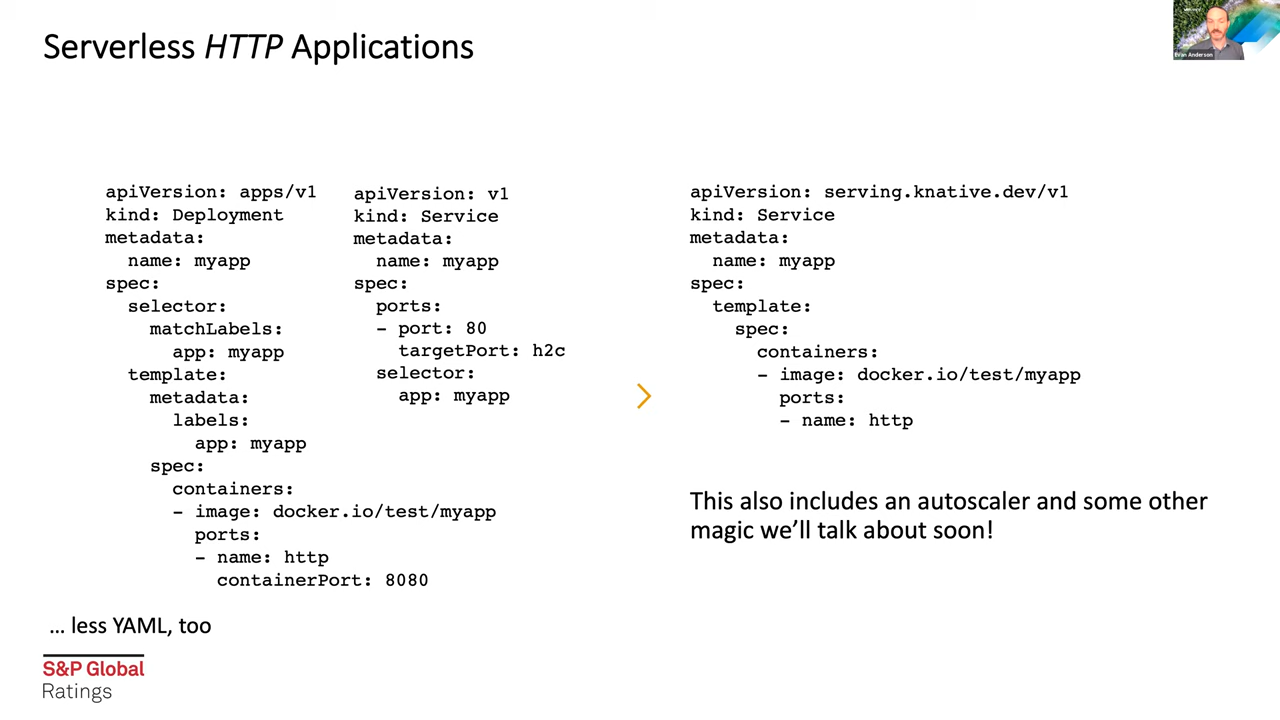 Serverless HTTP Applications
Evan Anderson
apiVersion: apps/v1
kind: Deployment
metadata:
  name: myapp
spec:
  selector:
    matchLabels:
      app: myapp
  template:
    metadata:
      labels:
        app: myapp
    spec:
      containers:
      - image: docker.io/test/myapp
        ports:
        - name: http
          containerPort: 8080
apiVersion: v1
kind: Service
metadata:
  name: myapp
spec:
  ports:
  - port: 80
    targetPort: h2c
  selector:
    app: myapp
apiVersion: serving.knative.dev/v1
kind: Service
metadata:
  name: myapp
spec:
  template:
    spec:
      containers:
      - image: docker.io/test/myapp
        ports:
        - name: http
This also includes an autoscaler and some other
magic we’ll talk about soon!
… less YAML, too
S&P Global
Ratings